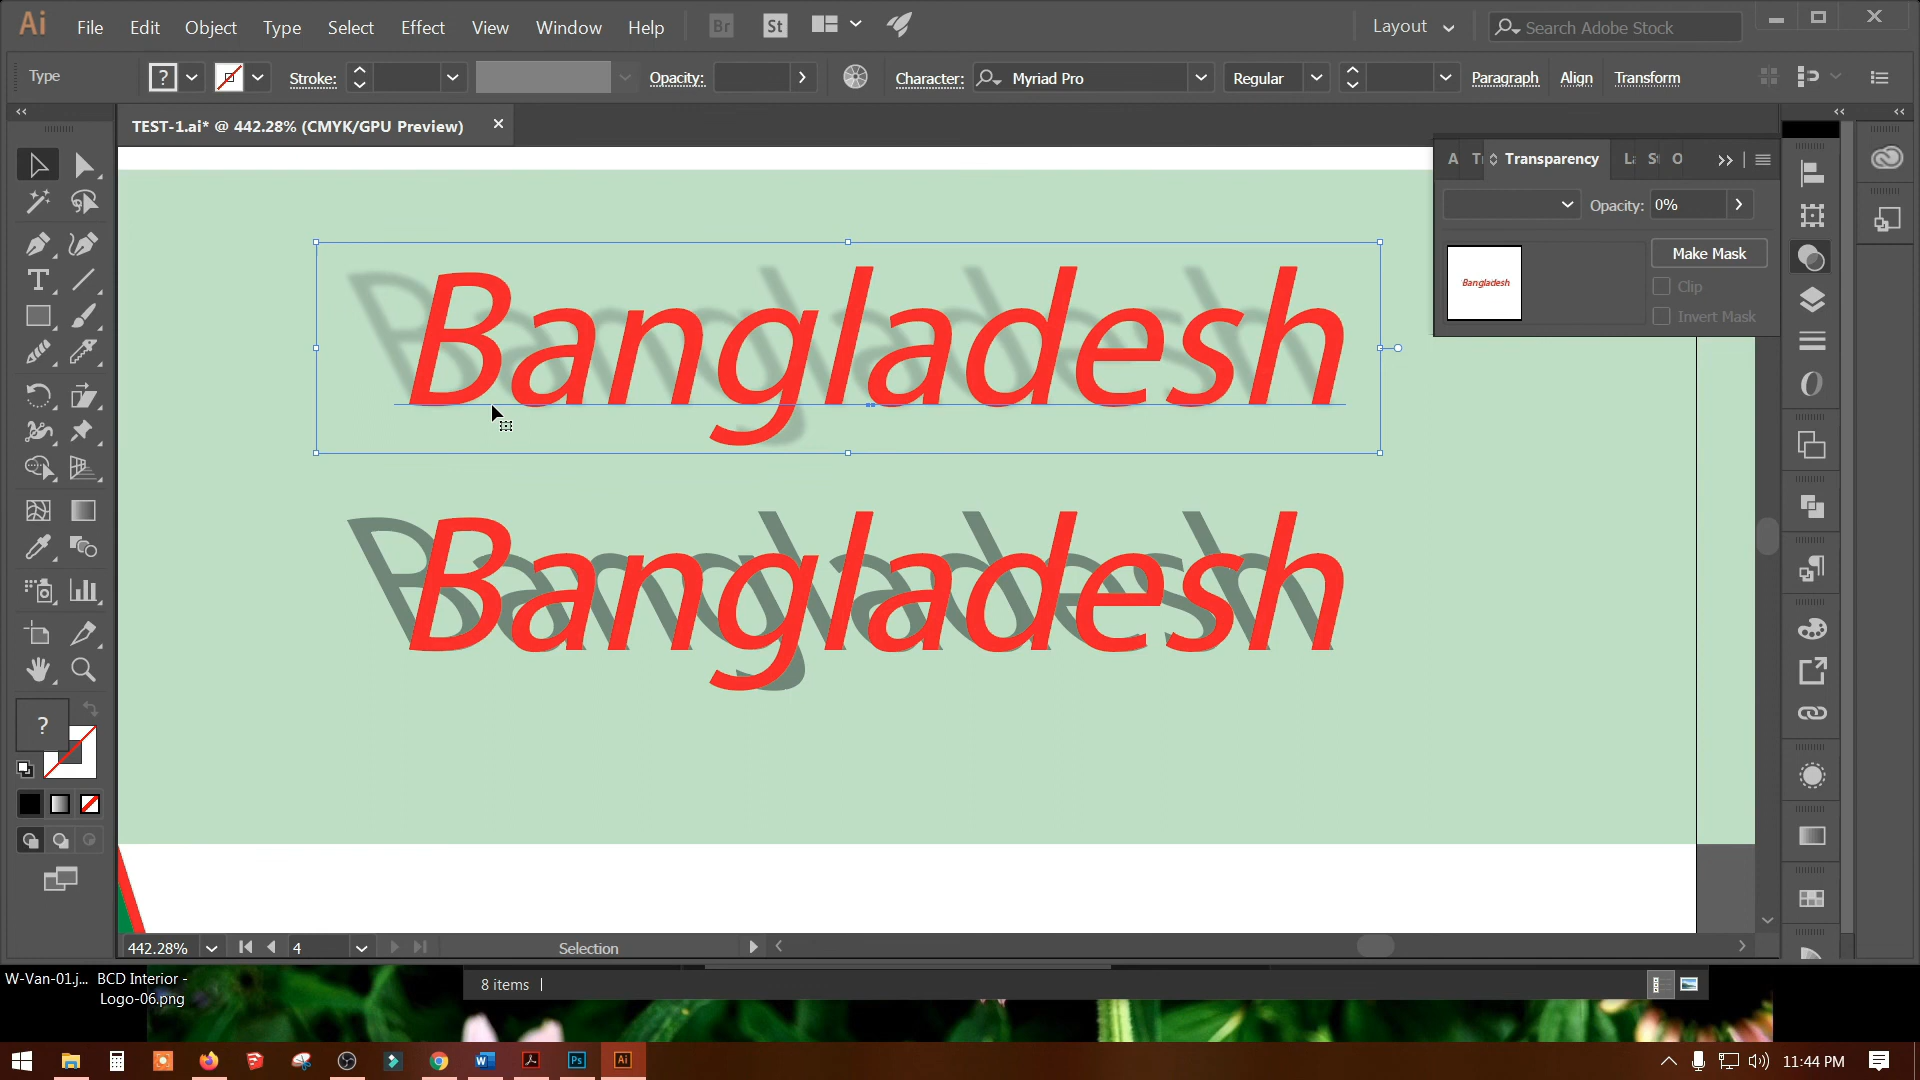 Ai File Edit Object Type Select Effect View Window Help Br St Layout Search Adobe Stock
Type ? Stroke: Opacity: Character: Myriad Pro Regular Paragraph Align Transform
TEST-1.ai* @ 442.28% (CMYK/GPU Preview)
Transparency
Opacity: 0%
Make Mask
Clip
Invert Mask
Bangladesh
Bangladesh
Bangladesh
?
442.28% 4 Selection
W-Van-01.j... BCD Interior -
Logo-06.png
8 items
Ps Ai 11:44 PM